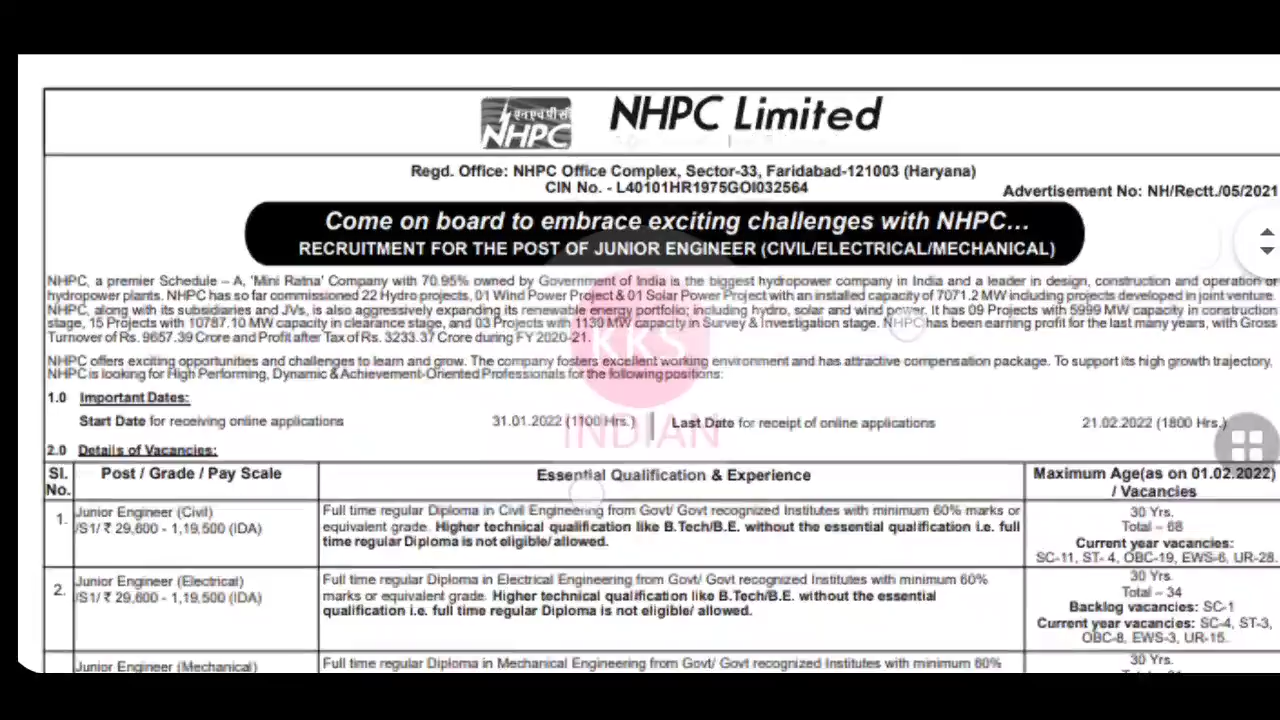 एनएचपीसी
NHPC
NHPC Limited
Regd. Office: NHPC Office Complex, Sector-33, Faridabad-121003 (Haryana)
CIN No. - L40101HR1975GOI032564
Advertisement No: NH/Rectt./05/2021
Come on board to embrace exciting challenges with NHPC...
RECRUITMENT FOR THE POST OF JUNIOR ENGINEER (CIVIL/ELECTRICAL/MECHANICAL)
NHPC, a premier Schedule – A, 'Mini Ratna' Company with 70.95% owned by Government of India is the biggest hydropower company in India and a leader in design, construction and operation or
hydropower plants. NHPC has so far commissioned 22 Hydro projects, 01 Wind Power Project & 01 Solar Power Project with an installed capacity of 7071.2 MW including projects developed in joint venture.
NHPC, along with its subsidiaries and JVs, is also aggressively expanding its renewable energy portfolio; including hydro, solar and wind power. It has 09 Projects with 5999 MW capacity in construction
stage, 15 Projects with 10787.10 MW capacity in clearance stage, and 03 Projects with 1130 MW capacity in Survey & Investigation stage. NHPC has been earning profit for the last many years, with Gross
Turnover of Rs. 9657.39 Crore and Profit after Tax of Rs. 3233.37 Crore during FY 2020-21.
NHPC offers exciting opportunities and challenges to learn and grow. The company fosters excellent working environment and has attractive compensation package. To support its high growth trajectory,
NHPC is looking for High Performing, Dynamic & Achievement-Oriented Professionals for the following positions:
KKS
INDIAN
1.0 Important Dates:
Start Date for receiving online applications 31.01.2022 (1100 Hrs.) Last Date for receipt of online applications 21.02.2022 (1800 Hrs.)
2.0 Details of Vacancies:
Sl. No. Post / Grade / Pay Scale Essential Qualification & Experience Maximum Age(as on 01.02.2022) / Vacancies
1. Junior Engineer (Civil)
/S1/ ₹ 29,600 - 1,19,500 (IDA)
Full time regular Diploma in Civil Engineering from Govt/ Govt recognized Institutes with minimum 60% marks or
equivalent grade. Higher technical qualification like B.Tech/B.E. without the essential qualification i.e. full
time regular Diploma is not eligible/ allowed.
30 Yrs.
Total – 68
Current year vacancies:
SC-11, ST- 4, OBC-19, EWS-6, UR-28.
2. Junior Engineer (Electrical)
/S1/ ₹ 29,600 - 1,19,500 (IDA)
Full time regular Diploma in Electrical Engineering from Govt/ Govt recognized Institutes with minimum 60%
marks or equivalent grade. Higher technical qualification like B.Tech/B.E. without the essential
qualification i.e. full time regular Diploma is not eligible/ allowed.
30 Yrs.
Total – 34
Backlog vacancies: SC-1
Current year vacancies: SC-4, ST-3,
OBC-8, EWS-3, UR-15.
Junior Engineer (Mechanical)
Full time regular Diploma in Mechanical Engineering from Govt/ Govt recognized Institutes with minimum 60%
30 Yrs.